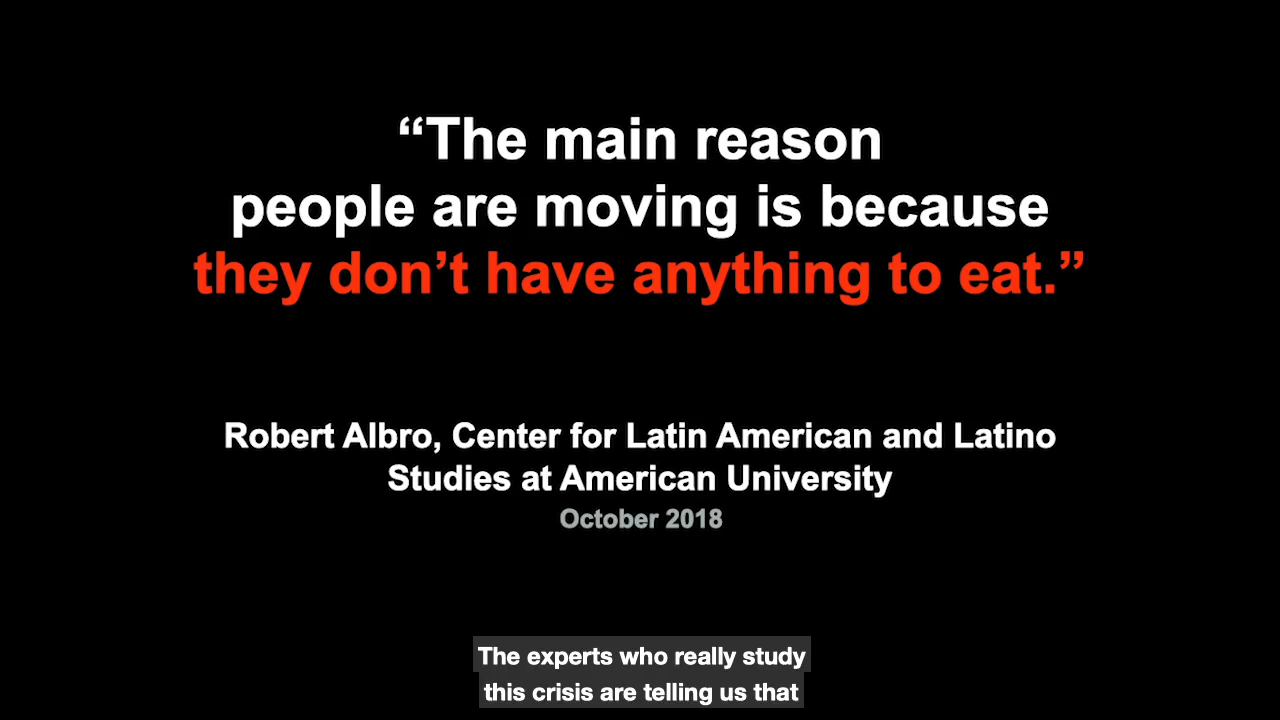 “The main reason
people are moving is because
they don’t have anything to eat.”
Robert Albro, Center for Latin American and Latino
Studies at American University
October 2018
The experts who really study
this crisis are telling us that